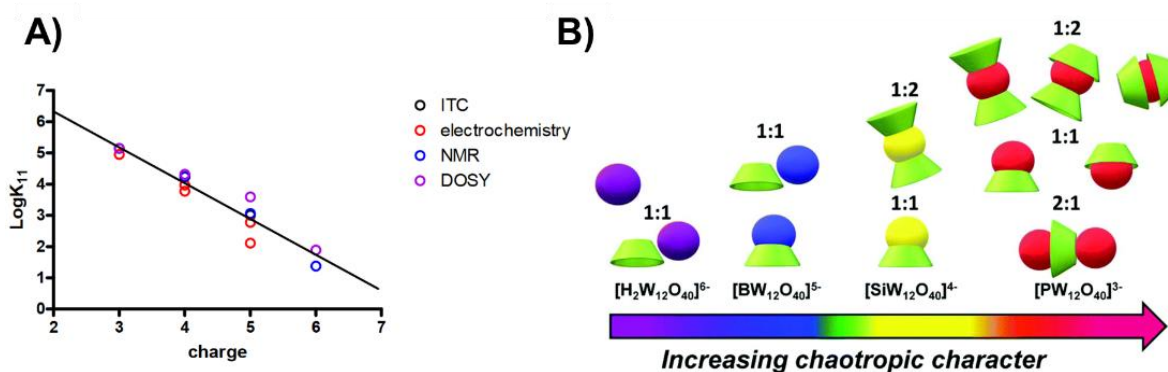 A)
7
6
5
4
3
2
1
0
LogK₁₁
2 3 4 5 6 7
charge
ITC
electrochemistry
NMR
DOSY
B)
1:2
1:2
1:1
1:1
1:1
1:1
2:1
[H₂W₁₂O₄₀]⁶⁻ [BW₁₂O₄₀]⁵⁻ [SiW₁₂O₄₀]⁴⁻ [PW₁₂O₄₀]³⁻
Increasing chaotropic character